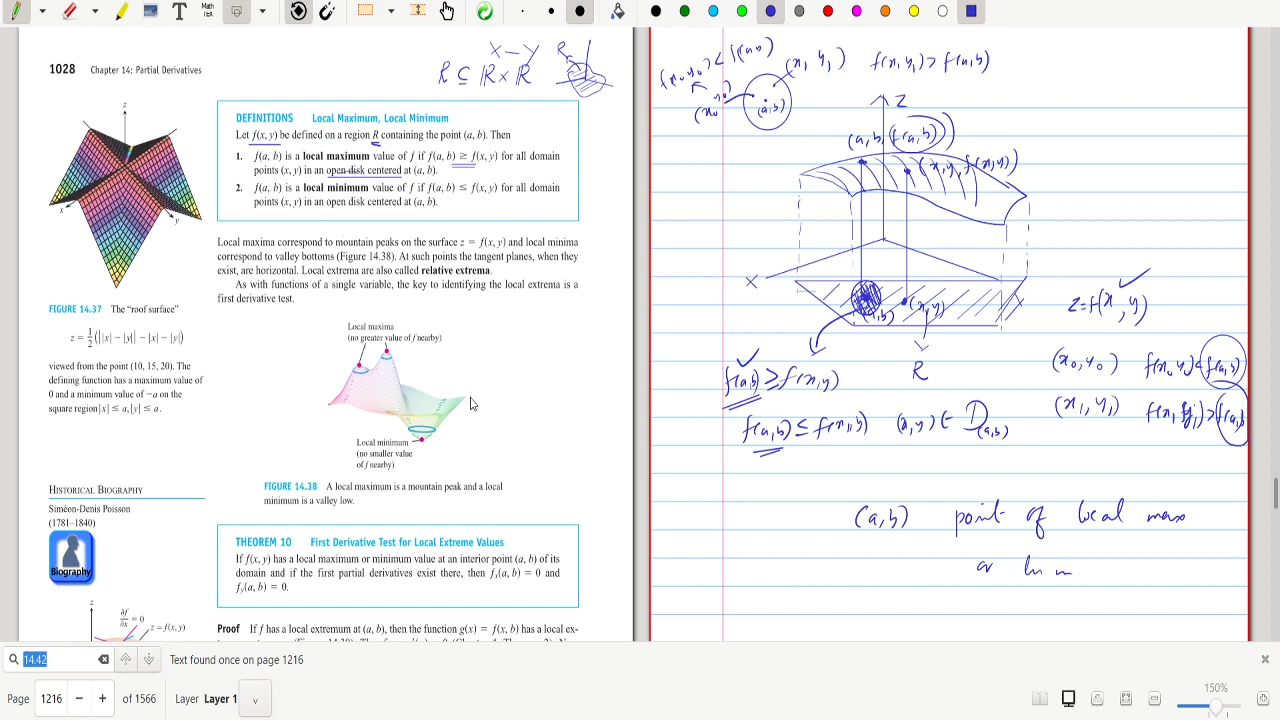 Math
TEX
1028 Chapter 14: Partial Derivatives
X – Y
R ⊆ ℝ × ℝ
R
z
x
y
FIGURE 14.37 The “roof surface”
z = 1/2 (||x| − |y|| − |x| − |y|)
viewed from the point (10, 15, 20). The
defining function has a maximum value of
0 and a minimum value of −a on the
square region |x| ≤ a, |y| ≤ a.
HISTORICAL BIOGRAPHY
Siméon-Denis Poisson
(1781–1840)
Biography
z
∂f/∂x = 0
z = f(x, y)
DEFINITIONS Local Maximum, Local Minimum
Let f(x, y) be defined on a region R containing the point (a, b). Then
1. f(a, b) is a local maximum value of f if f(a, b) ≥ f(x, y) for all domain
points (x, y) in an open disk centered at (a, b).
2. f(a, b) is a local minimum value of f if f(a, b) ≤ f(x, y) for all domain
points (x, y) in an open disk centered at (a, b).
Local maxima correspond to mountain peaks on the surface z = f(x, y) and local minima
correspond to valley bottoms (Figure 14.38). At such points the tangent planes, when they
exist, are horizontal. Local extrema are also called relative extrema.
As with functions of a single variable, the key to identifying the local extrema is a
first derivative test.
Local maxima
(no greater value of f nearby)
Local minimum
(no smaller value
of f nearby)
FIGURE 14.38 A local maximum is a mountain peak and a local
minimum is a valley low.
THEOREM 10 First Derivative Test for Local Extreme Values
If f(x, y) has a local maximum or minimum value at an interior point (a, b) of its
domain and if the first partial derivatives exist there, then fx(a, b) = 0 and
fy(a, b) = 0.
Proof If f has a local extremum at (a, b), then the function g(x) = f(x, b) has a local ex-
f(x₀,y₀) < f(a,b)
(x₁, y₁) f(x₁,y₁) > f(a,b)
(x₀, y₀)
(a,b)
Z
(a,b, f(a,b))
(x,y,f(x,y))
X
(a,b)
(x,y)
z = f(x, y)
R
f(a,b) ≥ f(x,y)
(x₀, y₀) f(x₀,y₀) < f(a,b)
f(a,b) ≤ f(x,y) (x,y) ∈ D(a,b)
(x₁, y₁) f(x₁, y₁) > f(a,b)
(a,b) point of local max
or
14.42 Text found once on page 1216
Page 1216 − + of 1566 Layer Layer 1
150%